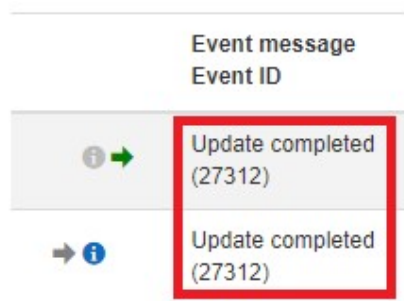 Event message
Event ID
Update completed
(27312)
Update completed
(27312)